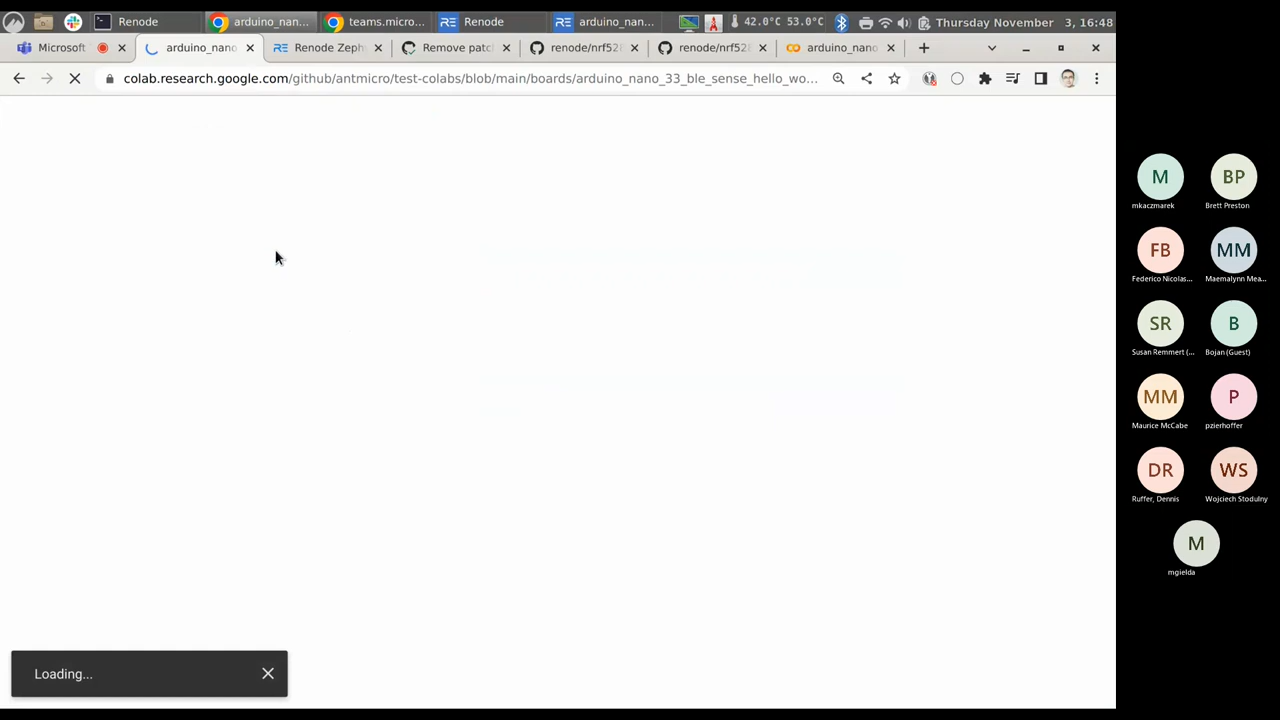 Renode
arduino_nan...
teams.micro...
Renode
arduino_nan...
42.0°C 53.0°C
Thursday November 3, 16:48
Microsoft
arduino_nano
Renode Zeph
Remove patc
renode/nrf52
renode/nrf52
arduino_nano
colab.research.google.com/github/antmicro/test-colabs/blob/main/boards/arduino_nano_33_ble_sense_hello_wo...
Loading...
M
mkaczmarek
BP
Brett Preston
FB
Federico Nicolas...
MM
Maemalynn Mea...
SR
Susan Remmert (...
B
Bojan (Guest)
MM
Maurice McCabe
P
pzierhoffer
DR
Ruffer, Dennis
WS
Wojciech Stodulny
M
mgielda